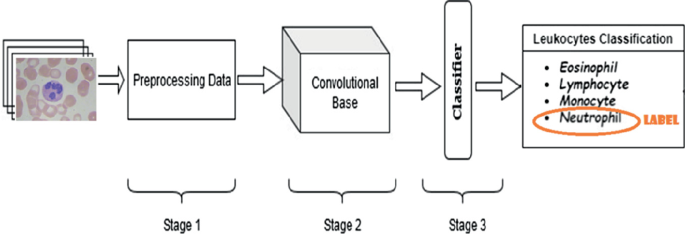 Preprocessing Data
Convolutional
Base
Classifier
Leukocytes Classification
• Eosinophil
• Lymphocyte
• Monocyte
• Neutrophil LABEL
Stage 1
Stage 2
Stage 3